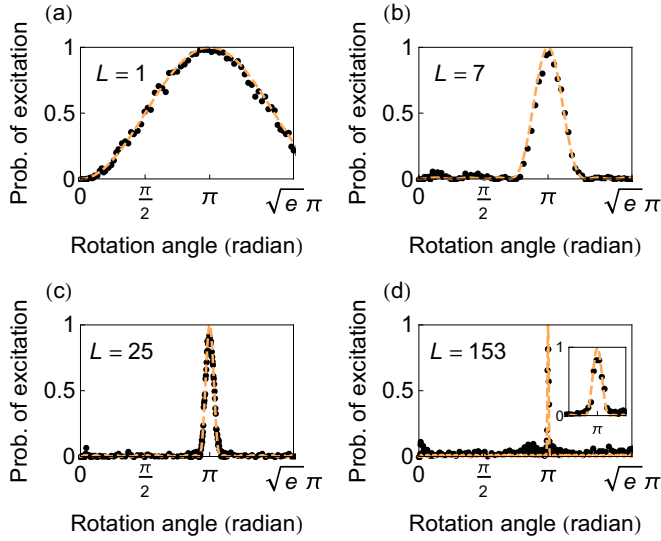 (a)
Prob. of excitation
1
0.5
0
L = 1
0
π/2
π
√e π
Rotation angle (radian)
(b)
Prob. of excitation
1
0.5
0
L = 7
0
π/2
π
√e π
Rotation angle (radian)
(c)
Prob. of excitation
1
0.5
0
L = 25
0
π/2
π
√e π
Rotation angle (radian)
(d)
Prob. of excitation
1
0.5
0
L = 153
1
0
π
0
π/2
π
√e π
Rotation angle (radian)